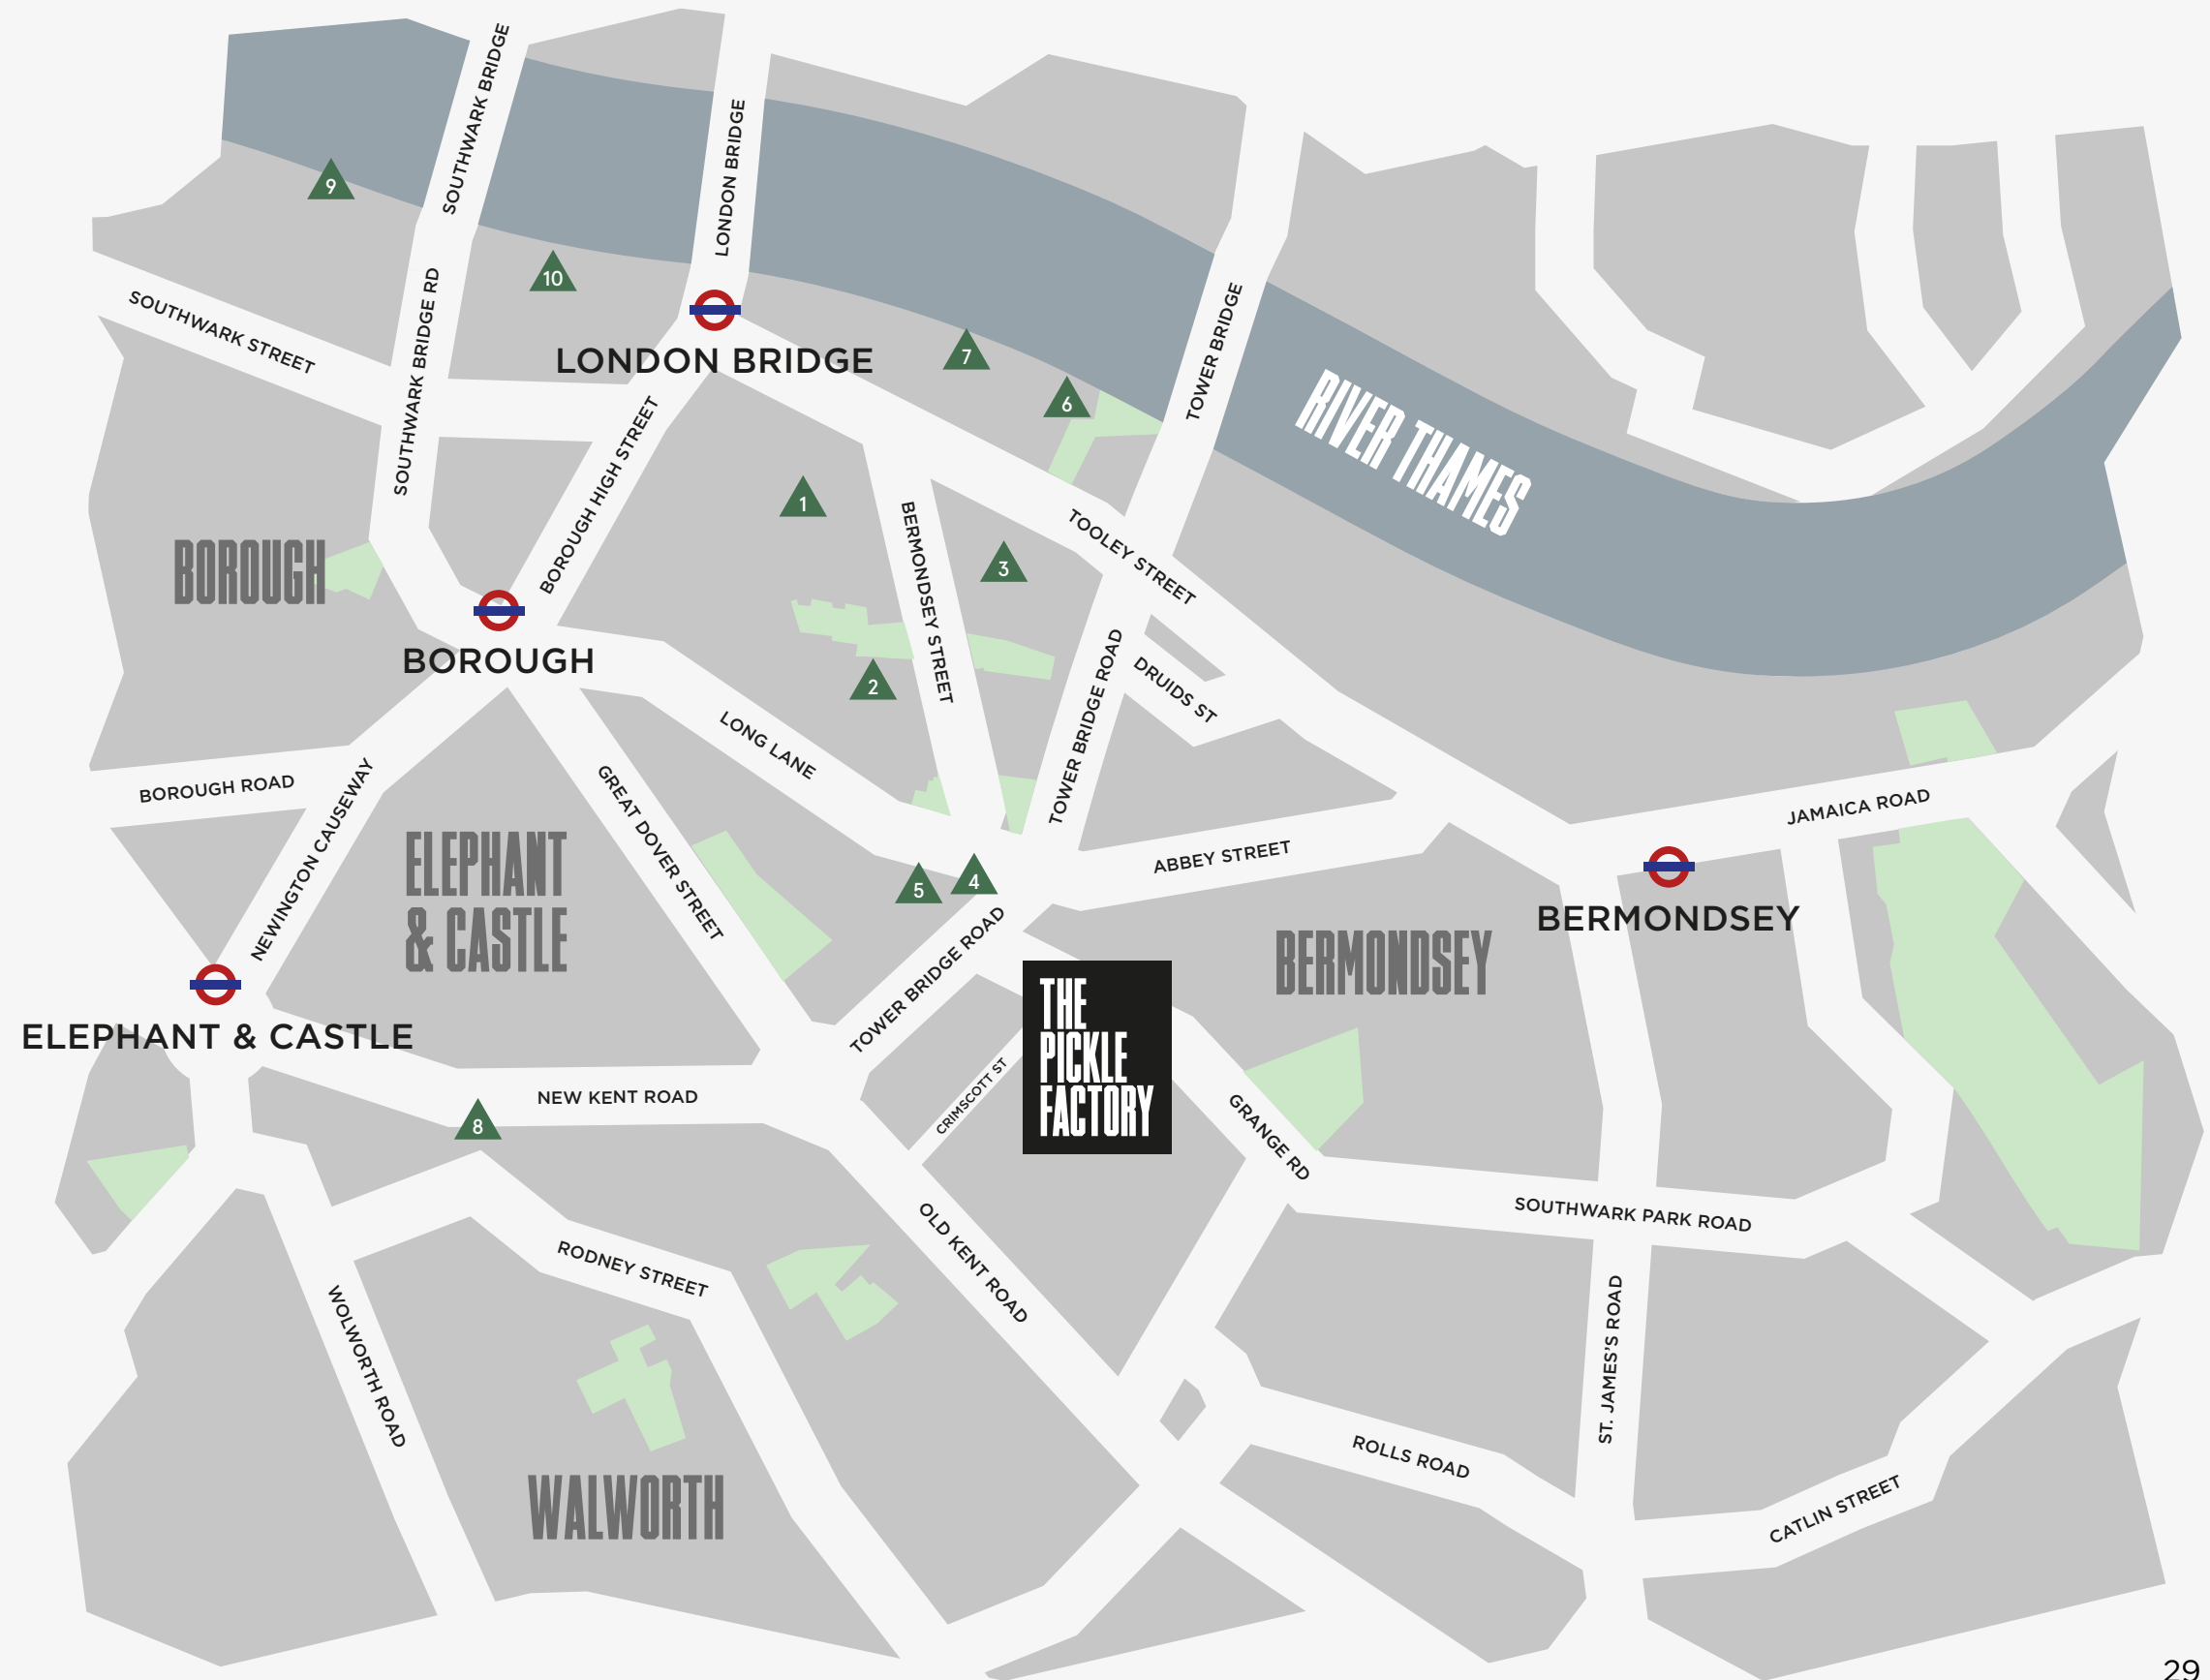 SOUTHWARK BRIDGE
LONDON BRIDGE
9
10
SOUTHWARK STREET
SOUTHWARK BRIDGE RD
LONDON BRIDGE
7
6
TOWER BRIDGE
RIVER THAMES
BOROUGH HIGH STREET
1
BERMONDSEY STREET
3
TOOLEY STREET
BOROUGH
BOROUGH
2
TOWER BRIDGE ROAD
DRUIDS ST
LONG LANE
BOROUGH ROAD
NEWINGTON CAUSEWAY
GREAT DOVER STREET
JAMAICA ROAD
ABBEY STREET
ELEPHANT
& CASTLE
5
4
BERMONDSEY
BERMONDSEY
TOWER BRIDGE ROAD
ELEPHANT & CASTLE
THE
PICKLE
FACTORY
CRIMSCOTT ST
NEW KENT ROAD
8
GRANGE RD
SOUTHWARK PARK ROAD
OLD KENT ROAD
RODNEY STREET
WOLWORTH ROAD
ST. JAMES'S ROAD
ROLLS ROAD
CATLIN STREET
WALWORTH
29